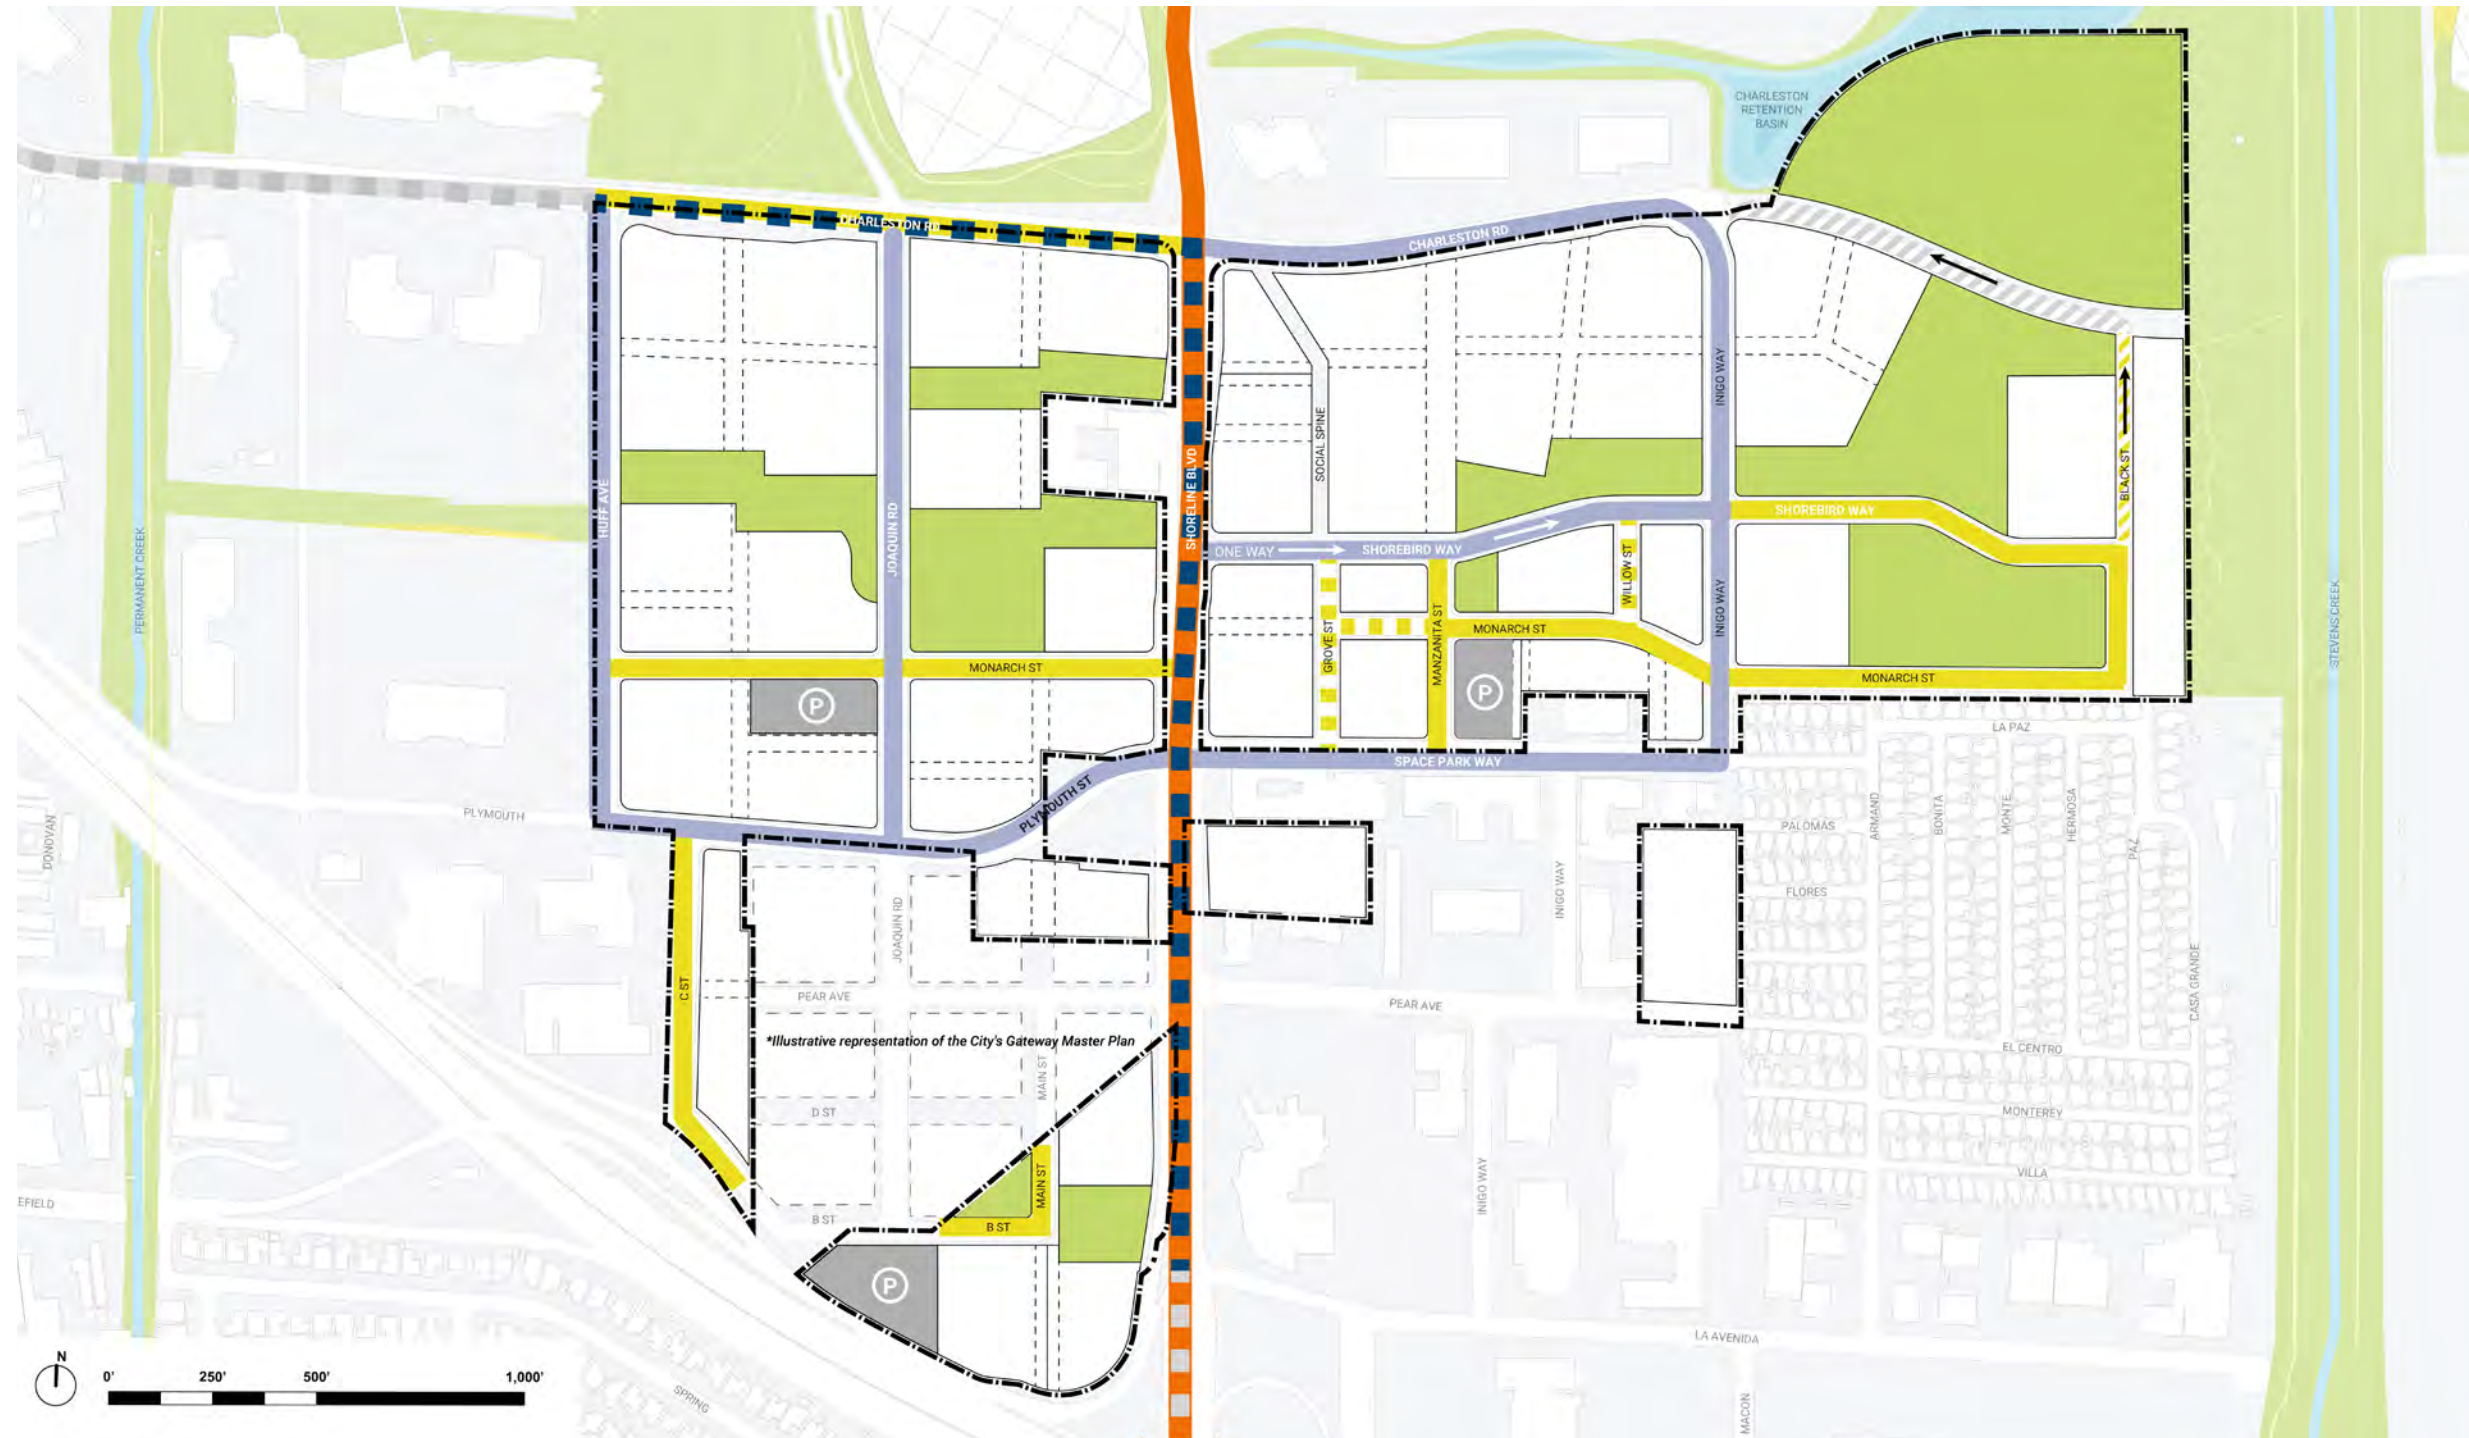 CHARLESTON
RETENTION
BASIN
CHARLESTON RD
CHARLESTON RD
PERMANENT CREEK
HUFF AVE
JOAQUIN RD
SHORELINE BLVD
SOCIAL SPINE
INIGO WAY
BLACK ST
STEVENS CREEK
ONE WAY
SHOREBIRD WAY
SHOREBIRD WAY
WILLOW ST
INIGO WAY
GROVE ST
MANZANITA ST
MONARCH ST
MONARCH ST
MONARCH ST
P
P
LA PAZ
SPACE PARK WAY
PLYMOUTH ST
PLYMOUTH
DONOVAN
PALOMAS
ARMAND
BONITA
MONTE
HERMOSA
PAZ
FLORES
INIGO WAY
JOAQUIN RD
C ST
PEAR AVE
PEAR AVE
CASA GRANDE
*Illustrative representation of the City's Gateway Master Plan
EL CENTRO
MAIN ST
D ST
MONTEREY
VILLA
MAIN ST
INIGO WAY
EFIELD
B ST
B ST
P
LA AVENIDA
MACON
SPRING
N
0' 250' 500' 1,000'